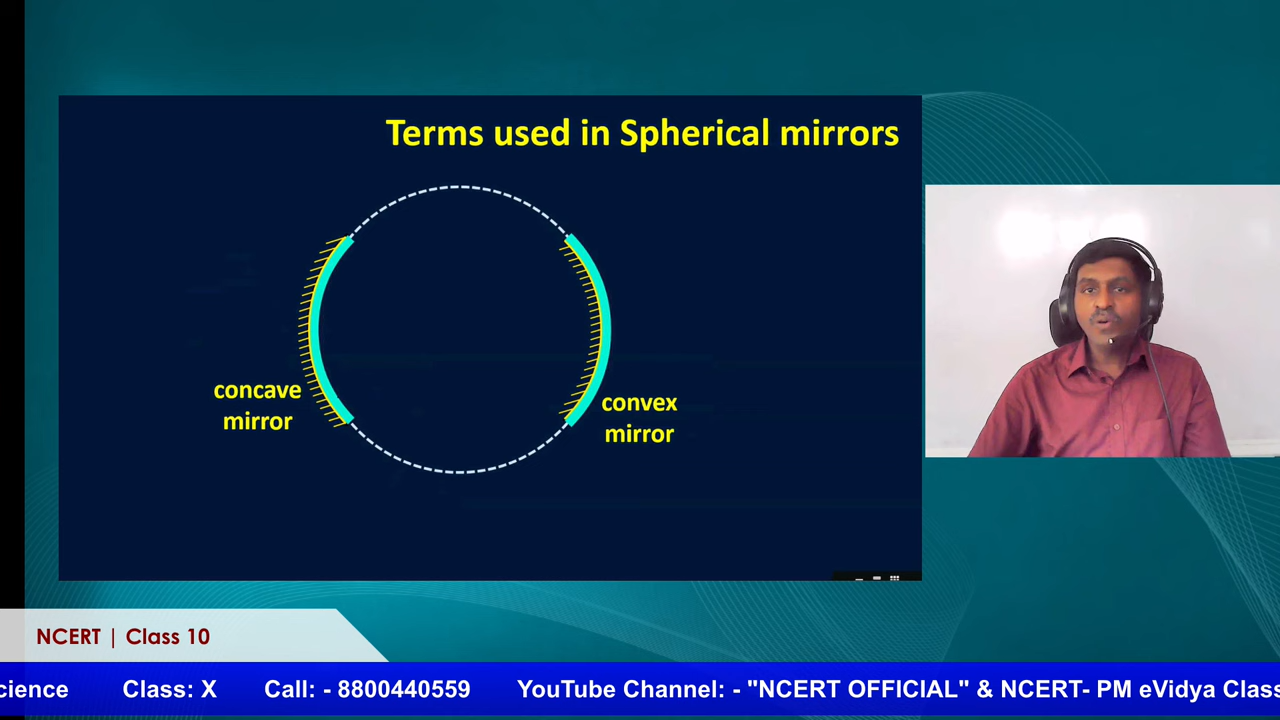 Terms used in Spherical mirrors
concave
mirror
convex
mirror
NCERT | Class 10
cience Class: X Call: - 8800440559 YouTube Channel: - "NCERT OFFICIAL" & NCERT- PM eVidya Class